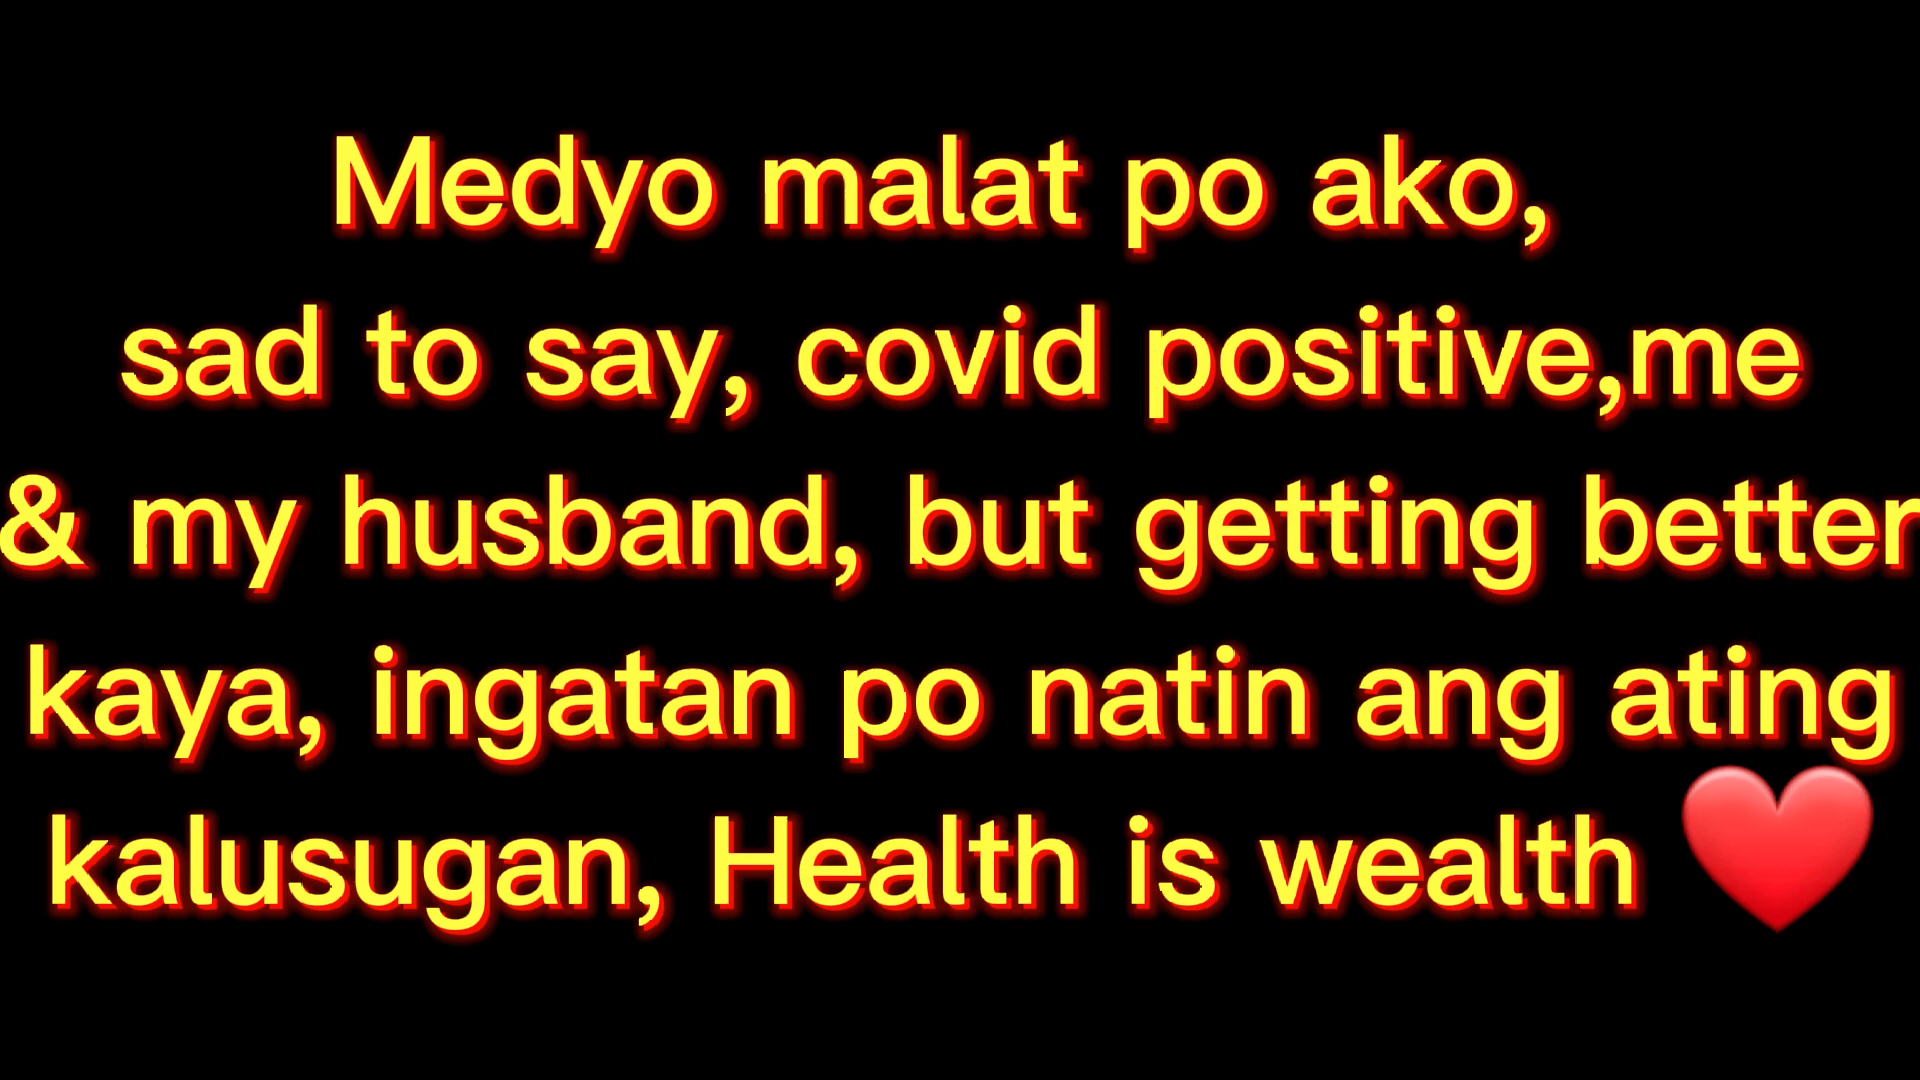 Medyo malat po ako,
sad to say, covid positive,me
& my husband, but getting better
kaya, ingatan po natin ang ating
kalusugan, Health is wealth ❤️